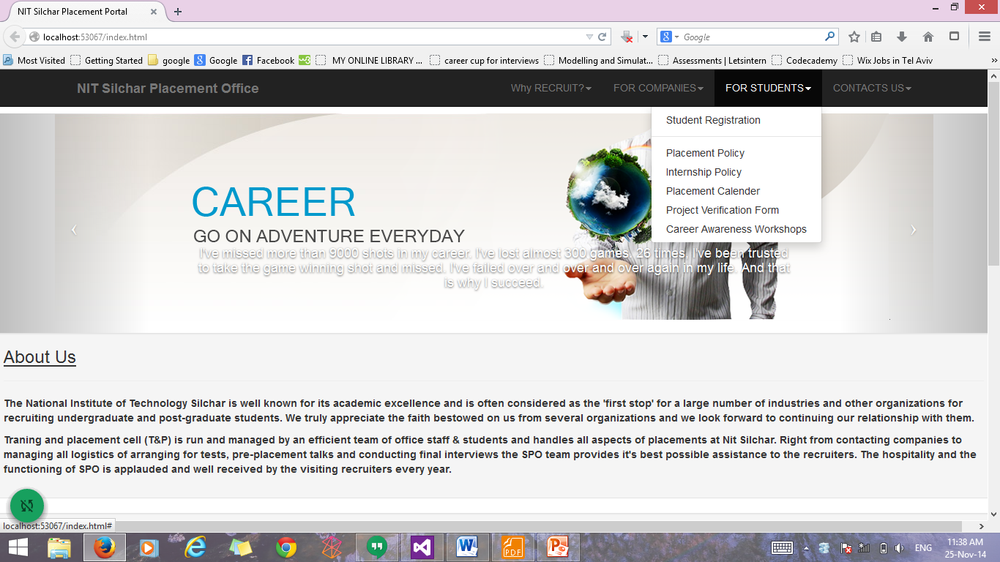 NIT Silchar Placement Portal
localhost:53067/index.html
Google
Most Visited Getting Started google Google Facebook MY ONLINE LIBRARY ... career cup for interviews Modelling and Simulat... Assessments | Letsintern Codecademy Wix Jobs in Tel Aviv
NIT Silchar Placement Office Why RECRUIT? FOR COMPANIES FOR STUDENTS CONTACTS US
Student Registration
Placement Policy
Internship Policy
Placement Calender
Project Verification Form
Career Awareness Workshops
CAREER
GO ON ADVENTURE EVERYDAY
I've missed more than 9000 shots in my career. I've lost almost 300 games. 26 times, I've been trusted
to take the game winning shot and missed. I've failed over and over and over again in my life. And that
is why I succeed.
About Us
The National Institute of Technology Silchar is well known for its academic excellence and is often considered as the 'first stop' for a large number of industries and other organizations for
recruiting undergraduate and post-graduate students. We truly appreciate the faith bestowed on us from several organizations and we look forward to continuing our relationship with them.
Traning and placement cell (T&P) is run and managed by an efficient team of office staff & students and handles all aspects of placements at Nit Silchar. Right from contacting companies to
managing all logistics of arranging for tests, pre-placement talks and conducting final interviews the SPO team provides it's best possible assistance to the recruiters. The hospitality and the
functioning of SPO is applauded and well received by the visiting recruiters every year.
localhost:53067/index.html#
PDF
ENG
11:38 AM
25-Nov-14